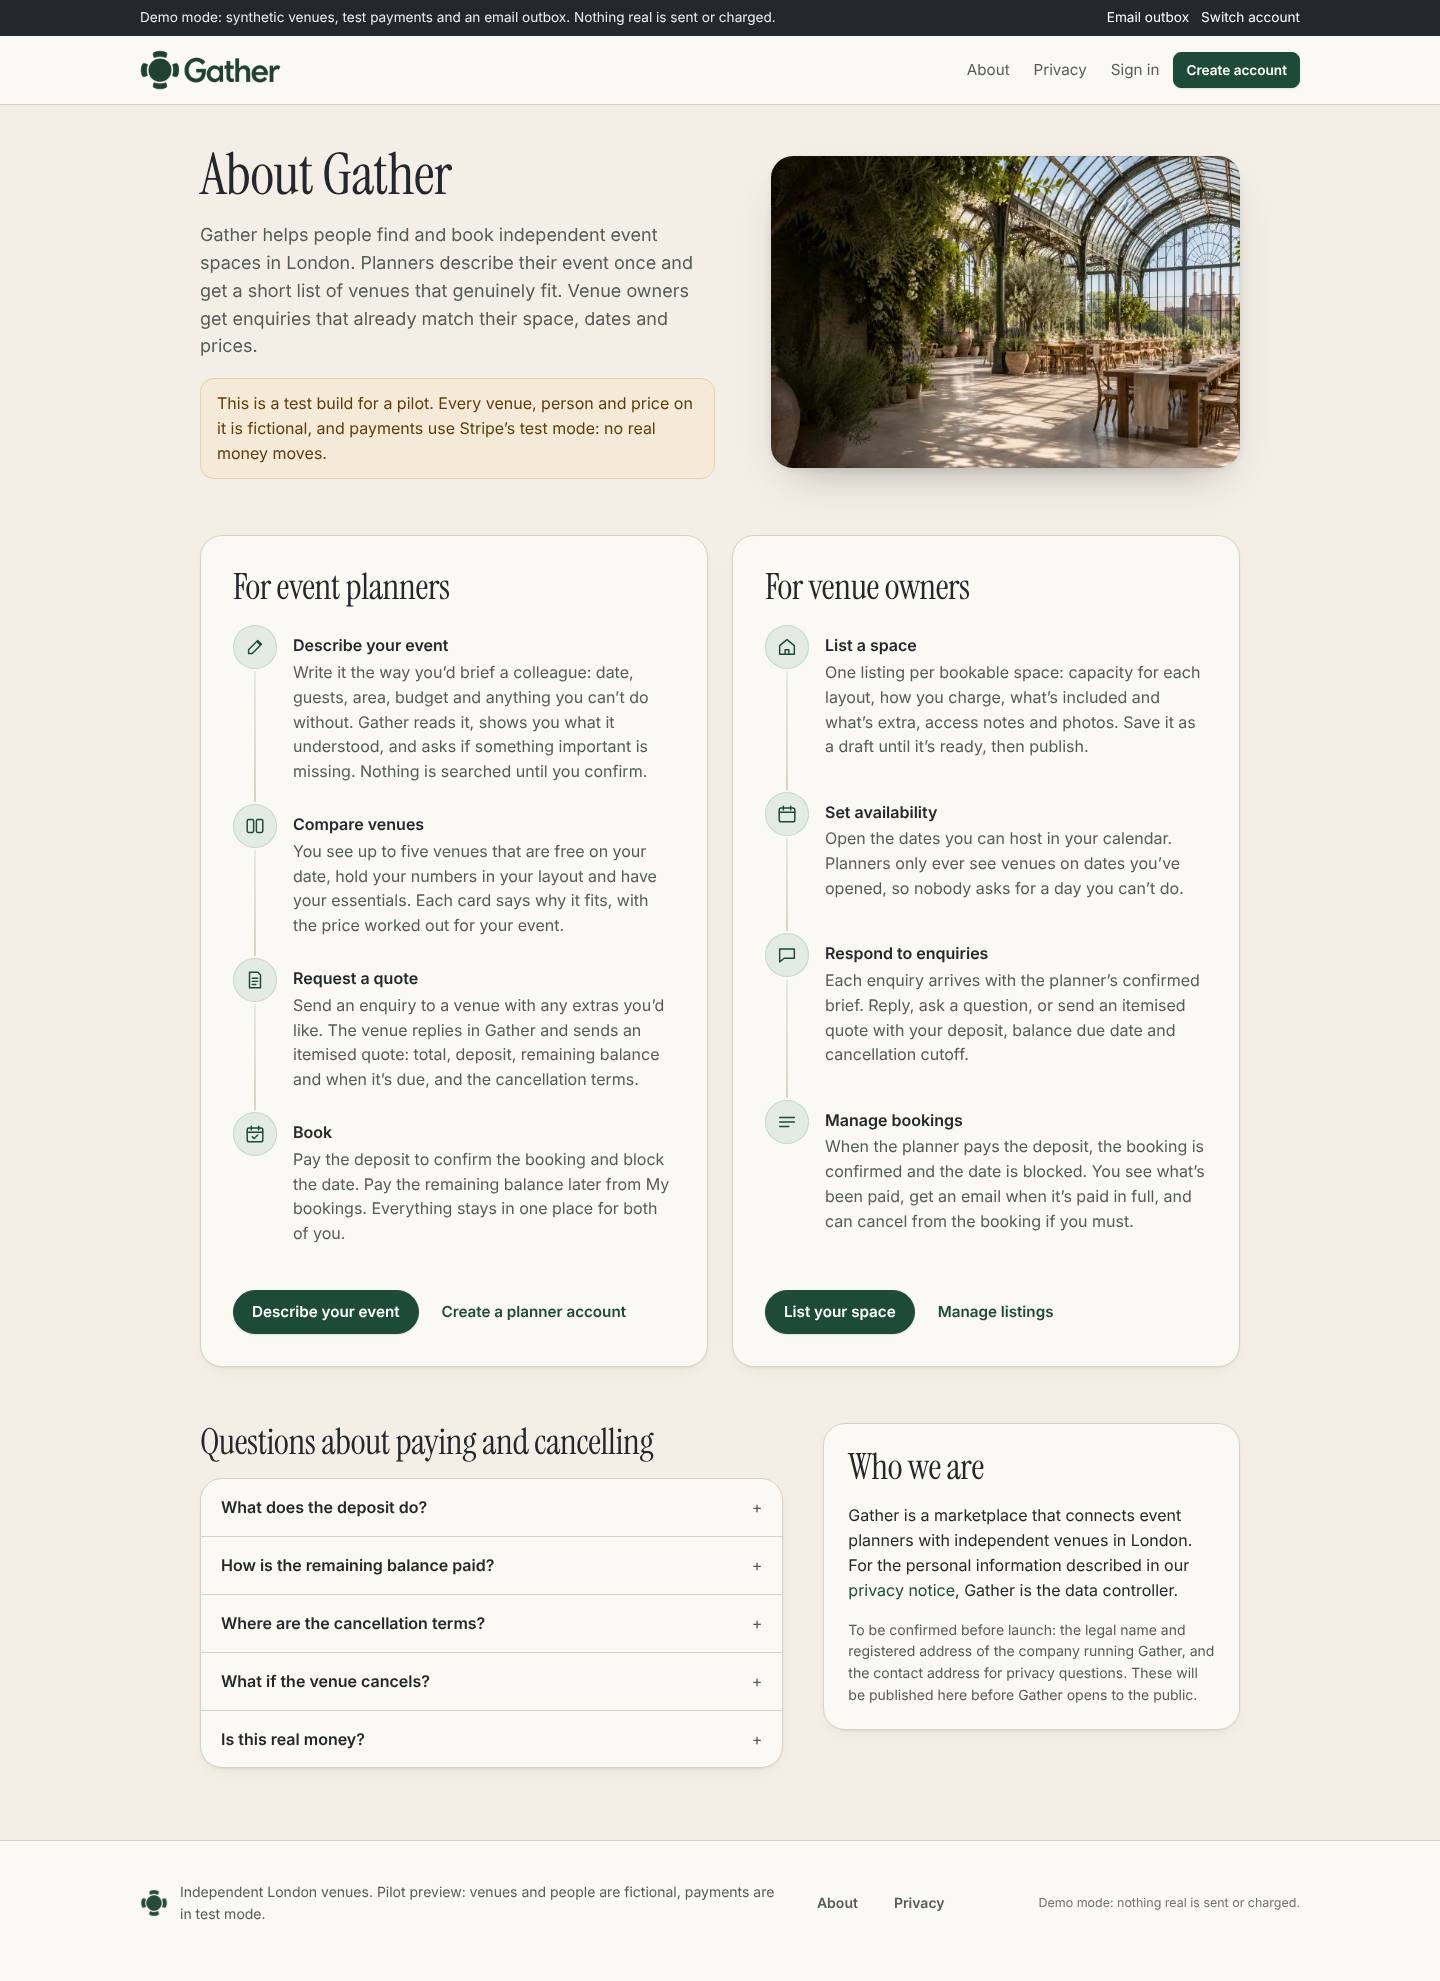 Demo mode: synthetic venues, test payments and an email outbox. Nothing real is sent or charged.
Email outbox
Switch account
Gather
About
Privacy
Sign in
Create account
About Gather
Gather helps people find and book independent event
spaces in London. Planners describe their event once and
get a short list of venues that genuinely fit. Venue owners
get enquiries that already match their space, dates and
prices.
This is a test build for a pilot. Every venue, person and price on
it is fictional, and payments use Stripe’s test mode: no real
money moves.
For event planners
Describe your event
Write it the way you’d brief a colleague: date,
guests, area, budget and anything you can’t do
without. Gather reads it, shows you what it
understood, and asks if something important is
missing. Nothing is searched until you confirm.
Compare venues
You see up to five venues that are free on your
date, hold your numbers in your layout and have
your essentials. Each card says why it fits, with
the price worked out for your event.
Request a quote
Send an enquiry to a venue with any extras you’d
like. The venue replies in Gather and sends an
itemised quote: total, deposit, remaining balance
and when it’s due, and the cancellation terms.
Book
Pay the deposit to confirm the booking and block
the date. Pay the remaining balance later from My
bookings. Everything stays in one place for both
of you.
Describe your event
Create a planner account
For venue owners
List a space
One listing per bookable space: capacity for each
layout, how you charge, what’s included and
what’s extra, access notes and photos. Save it as
a draft until it’s ready, then publish.
Set availability
Open the dates you can host in your calendar.
Planners only ever see venues on dates you’ve
opened, so nobody asks for a day you can’t do.
Respond to enquiries
Each enquiry arrives with the planner’s confirmed
brief. Reply, ask a question, or send an itemised
quote with your deposit, balance due date and
cancellation cutoff.
Manage bookings
When the planner pays the deposit, the booking is
confirmed and the date is blocked. You see what’s
been paid, get an email when it’s paid in full, and
can cancel from the booking if you must.
List your space
Manage listings
Questions about paying and cancelling
What does the deposit do? +
How is the remaining balance paid? +
Where are the cancellation terms? +
What if the venue cancels? +
Is this real money? +
Who we are
Gather is a marketplace that connects event
planners with independent venues in London.
For the personal information described in our
privacy notice, Gather is the data controller.
To be confirmed before launch: the legal name and
registered address of the company running Gather, and
the contact address for privacy questions. These will
be published here before Gather opens to the public.
Independent London venues. Pilot preview: venues and people are fictional, payments are
in test mode.
About
Privacy
Demo mode: nothing real is sent or charged.